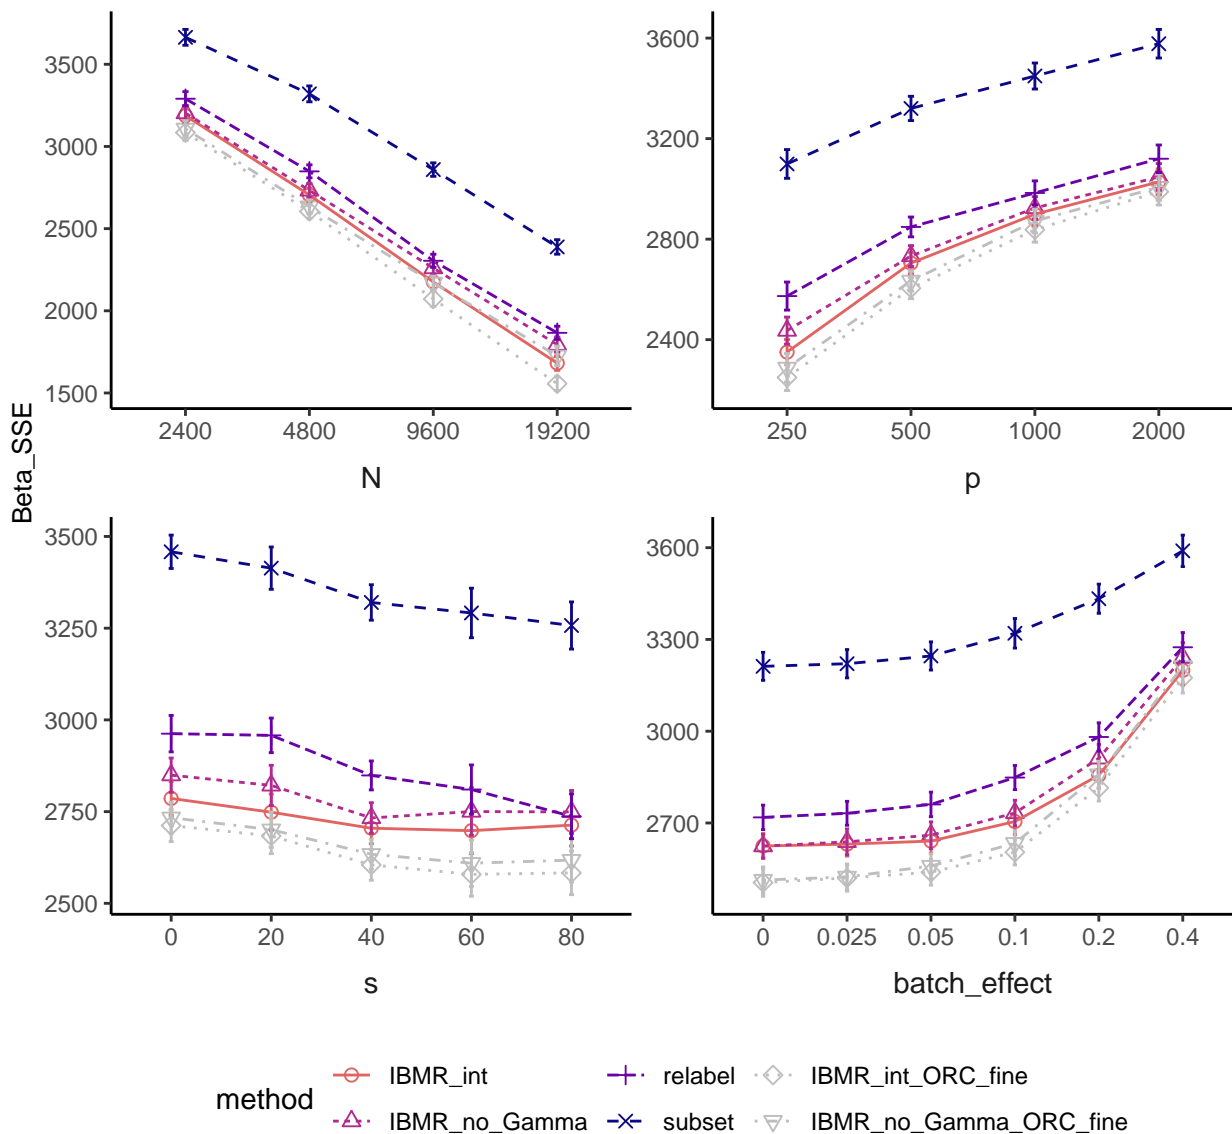 Beta_SSE
3500
3000
2500
2000
1500
2400 4800 9600 19200
N
3600
3200
2800
2400
250 500 1000 2000
p
3500
3250
3000
2750
2500
0 20 40 60 80
s
3600
3300
3000
2700
0 0.025 0.05 0.1 0.2 0.4
batch_effect
method
IBMR_int relabel IBMR_int_ORC_fine
IBMR_no_Gamma subset IBMR_no_Gamma_ORC_fine